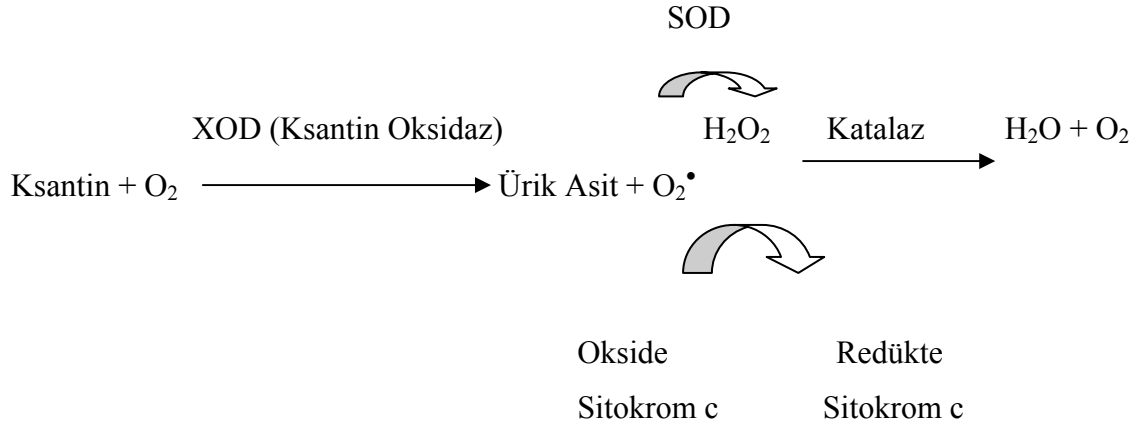 SOD
XOD (Ksantin Oksidaz) H₂O₂ Katalaz H₂O + O₂
Ksantin + O₂ Ürik Asit + O₂•
Okside Redükte
Sitokrom c Sitokrom c